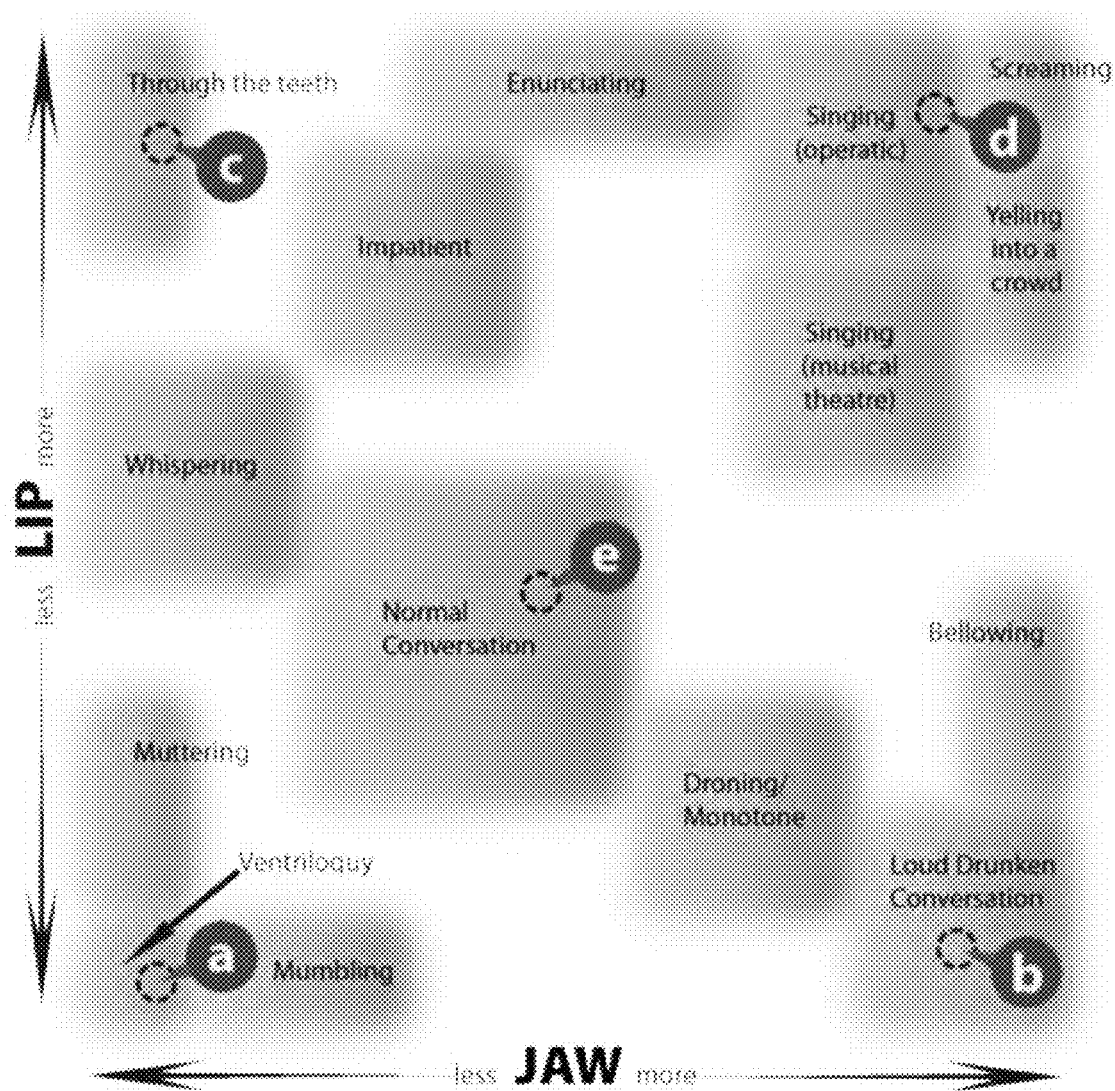 Through the teeth
Enunciating
Screaming
Singing
(operatic)
c
d
Impatient
Yelling
into a
crowd
Singing
(musical
theatre)
Whispering
less LIP more
e
Normal
Conversation
Bellowing
Muttering
Droning/
Monotone
Ventriloquy
Loud Drunken
Conversation
a
Mumbling
b
less JAW more